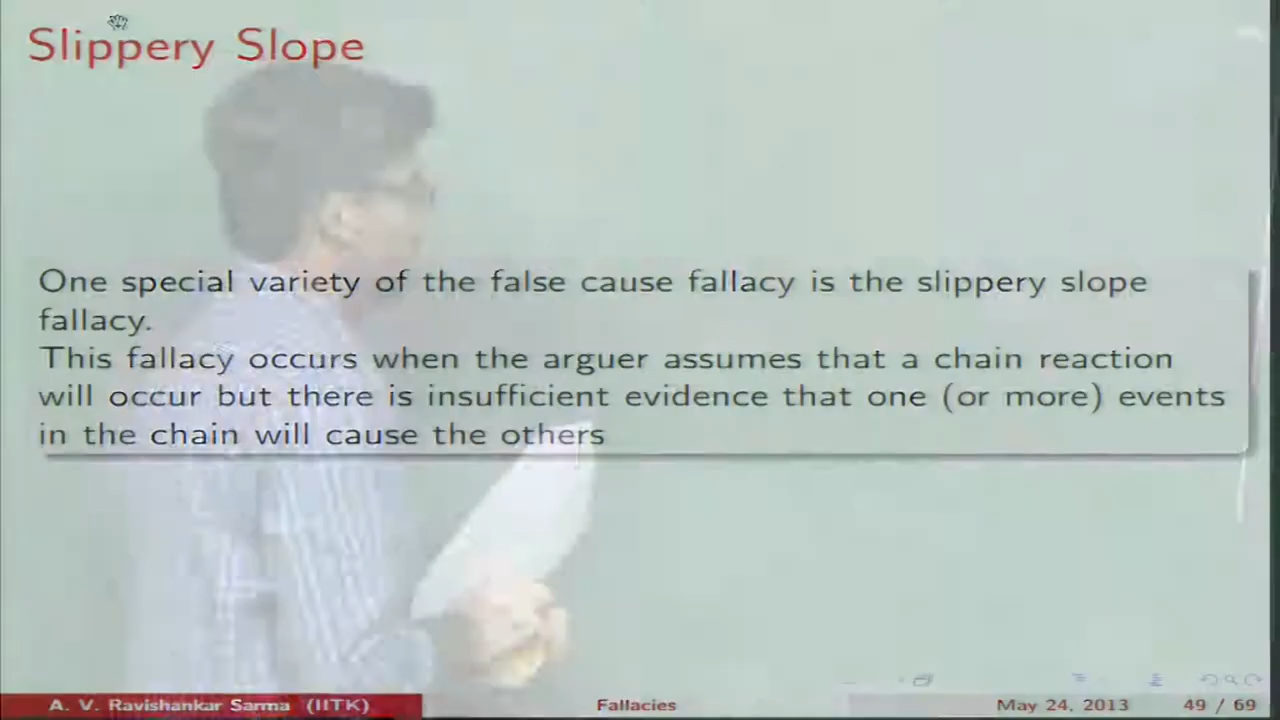 Slippery Slope
One special variety of the false cause fallacy is the slippery slope
fallacy.
This fallacy occurs when the arguer assumes that a chain reaction
will occur but there is insufficient evidence that one (or more) events
in the chain will cause the others
A. V. Ravishankar Sarma (IITK) Fallacies May 24, 2013 49 / 69